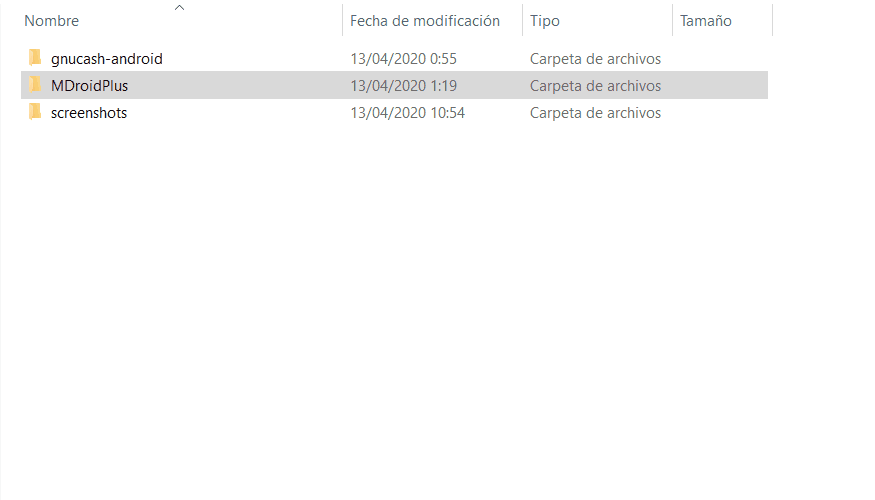 Nombre Fecha de modificación Tipo Tamaño
gnucash-android 13/04/2020 0:55 Carpeta de archivos
MDroidPlus 13/04/2020 1:19 Carpeta de archivos
screenshots 13/04/2020 10:54 Carpeta de archivos